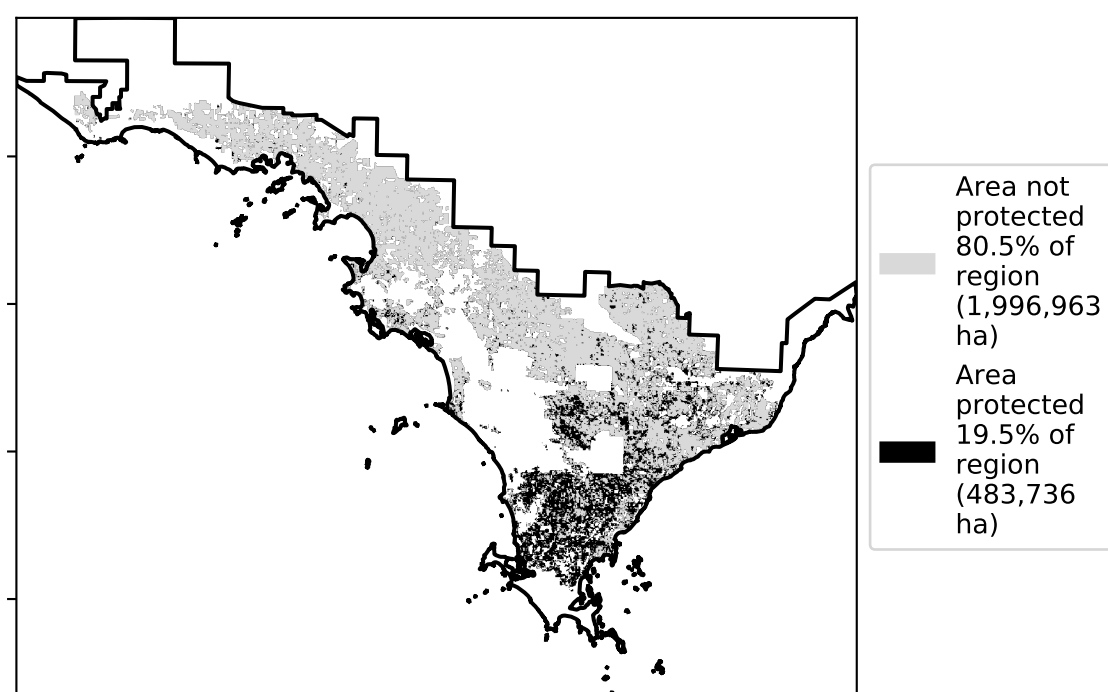 Area not
protected
80.5% of
region
(1,996,963
ha)
Area
protected
19.5% of
region
(483,736
ha)